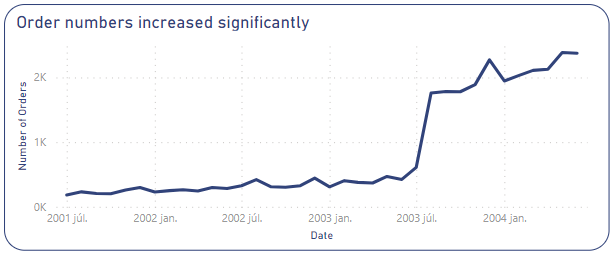 Order numbers increased significantly
Number of Orders
2K
1K
0K
2001 júl.
2002 jan.
2002 júl.
2003 jan.
2003 júl.
2004 jan.
Date